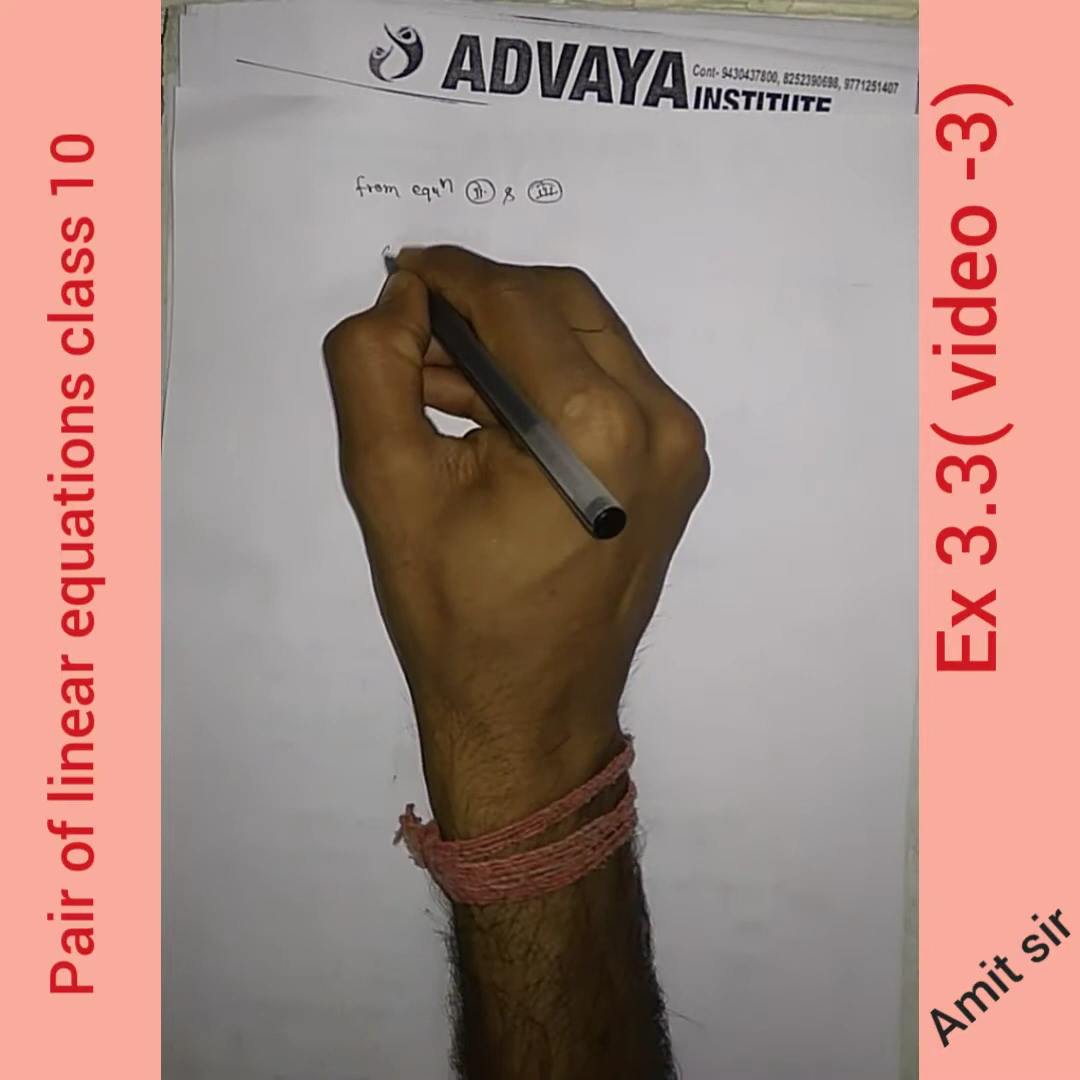 Pair of linear equations class 10
ADVAYA
Cont- 9430437800, 8252390698, 9771251407
INSTITUTE
from equⁿ (II) & (III)
Ex 3.3( video -3)
Amit sir